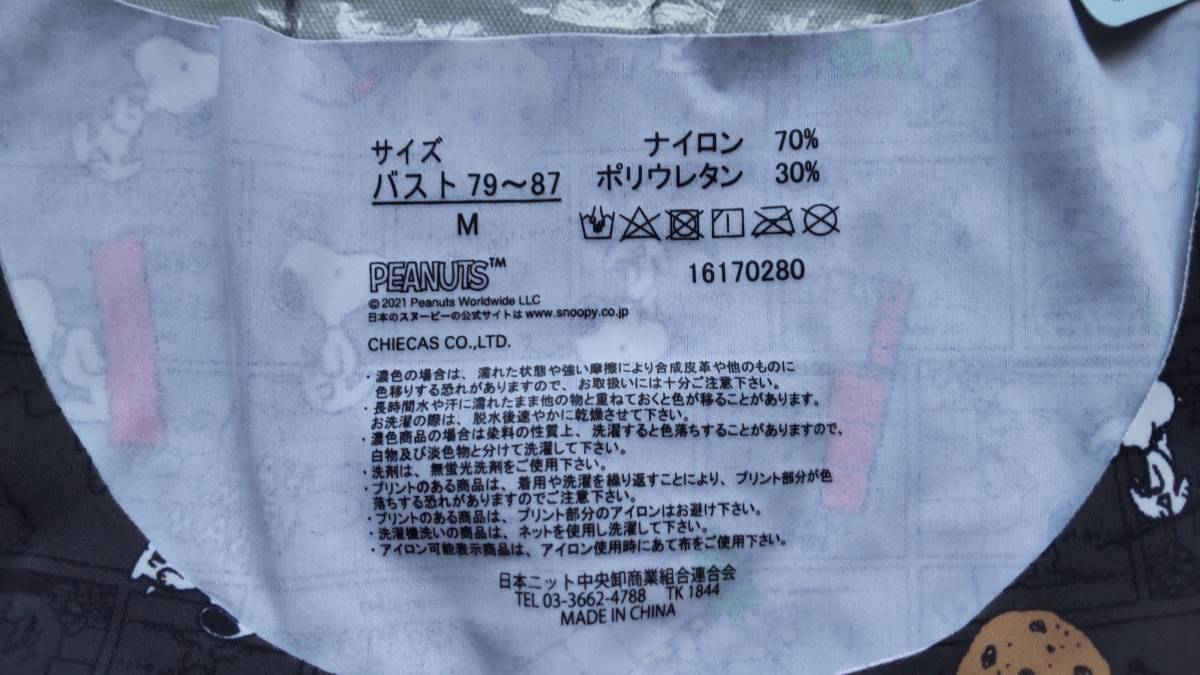 サイズ
バスト 79～87
M
ナイロン 70%
ポリウレタン 30%
PEANUTS™
16170280
© 2021 Peanuts Worldwide LLC
日本のスヌーピーの公式サイトは www.snoopy.co.jp
CHIECAS CO.,LTD.
・濃色の場合は、濡れた状態や強い摩擦により合成皮革や他のものに
色移りする恐れがありますので、お取扱いには十分ご注意下さい。
・長時間水や汗に濡れたまま他の物と重ねておくと色が移ることがあります。
お洗濯の際は、脱水後速やかに乾燥させて下さい。
・濃色商品の場合は染料の性質上、洗濯すると色落ちすることがありますので、
白物及び淡色物と分けて洗濯して下さい。
・洗剤は、無蛍光洗剤をご使用下さい。
・プリントのある商品は、着用や洗濯を繰り返すことにより、プリント部分が色
落ちする恐れがありますのでご注意下さい。
・プリントのある商品は、プリント部分のアイロンはお避け下さい。
・洗濯機洗いの商品は、ネットを使用し洗濯して下さい。
・アイロン可能表示商品は、アイロン使用時にあて布をご使用下さい。
日本ニット中央卸商業組合連合会
TEL 03-3662-4788 TK 1844
MADE IN CHINA